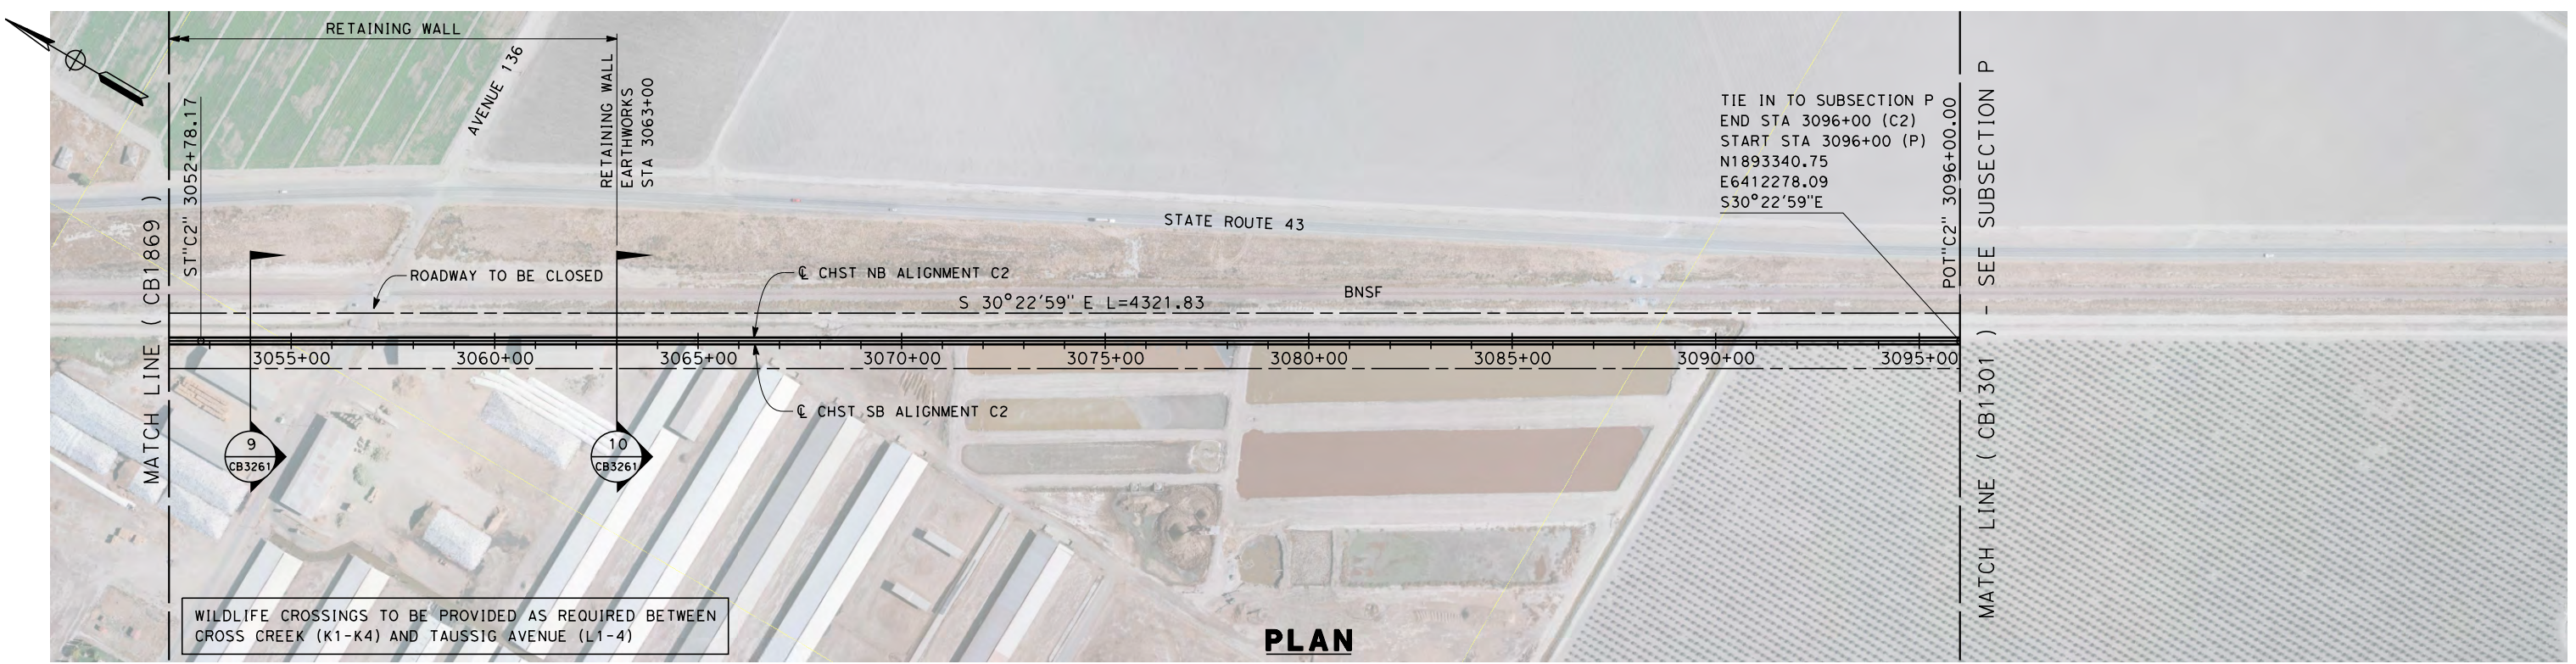 RETAINING WALL
AVENUE 136
RETAINING WALL
EARTHWORKS
STA 3063+00
ST"C2" 3052+78.17
MATCH LINE ( CB1869 )
TIE IN TO SUBSECTION P
END STA 3096+00 (C2)
START STA 3096+00 (P)
N1893340.75
E6412278.09
S30°22'59"E
POT"C2" 3096+00.00
MATCH LINE ( CB1301 ) - SEE SUBSECTION P
STATE ROUTE 43
ROADWAY TO BE CLOSED
℄ CHST NB ALIGNMENT C2
BNSF
S 30°22'59" E L=4321.83
3055+00 3060+00 3065+00 3070+00 3075+00 3080+00 3085+00 3090+00 3095+00
℄ CHST SB ALIGNMENT C2
9
CB3261
10
CB3261
WILDLIFE CROSSINGS TO BE PROVIDED AS REQUIRED BETWEEN
CROSS CREEK (K1-K4) AND TAUSSIG AVENUE (L1-4)
PLAN